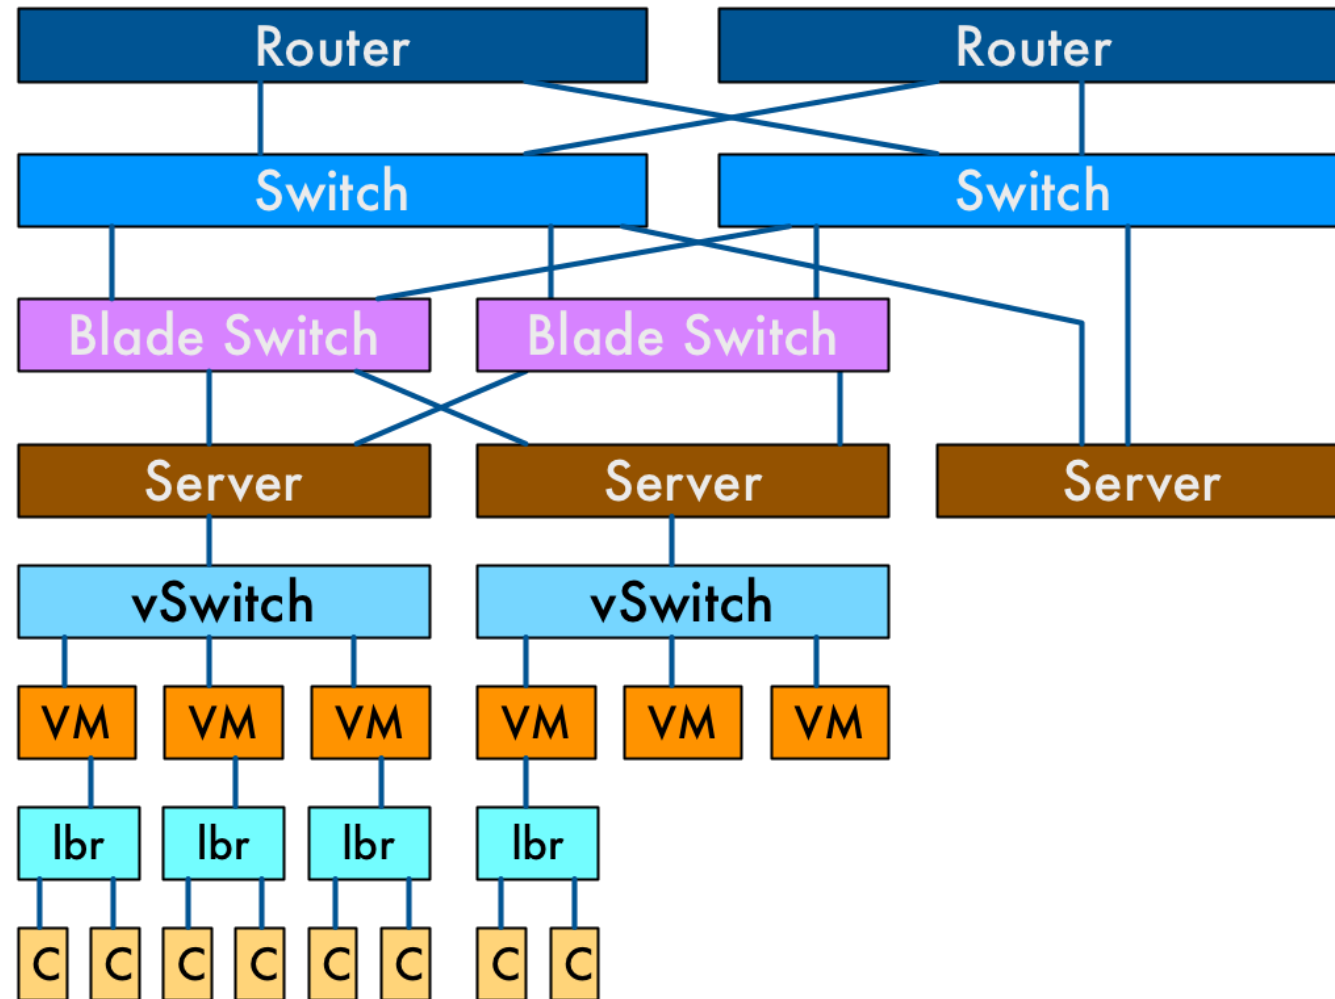 Router Router
Switch Switch
Blade Switch Blade Switch
Server Server Server
vSwitch vSwitch
VM VM VM VM VM VM
lbr lbr lbr lbr
C C C C C C C C